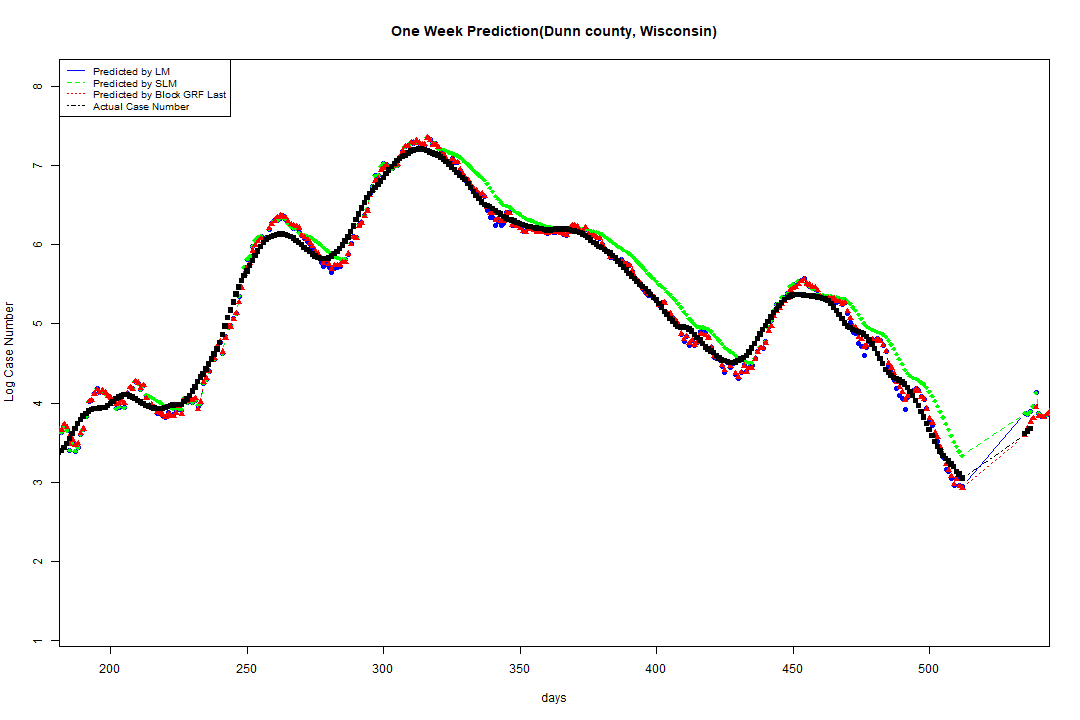 One Week Prediction(Dunn county, Wisconsin)
Predicted by LM
Predicted by SLM
Predicted by Block GRF Last
Actual Case Number
Log Case Number
8
7
6
5
4
3
2
1
200 250 300 350 400 450 500
days